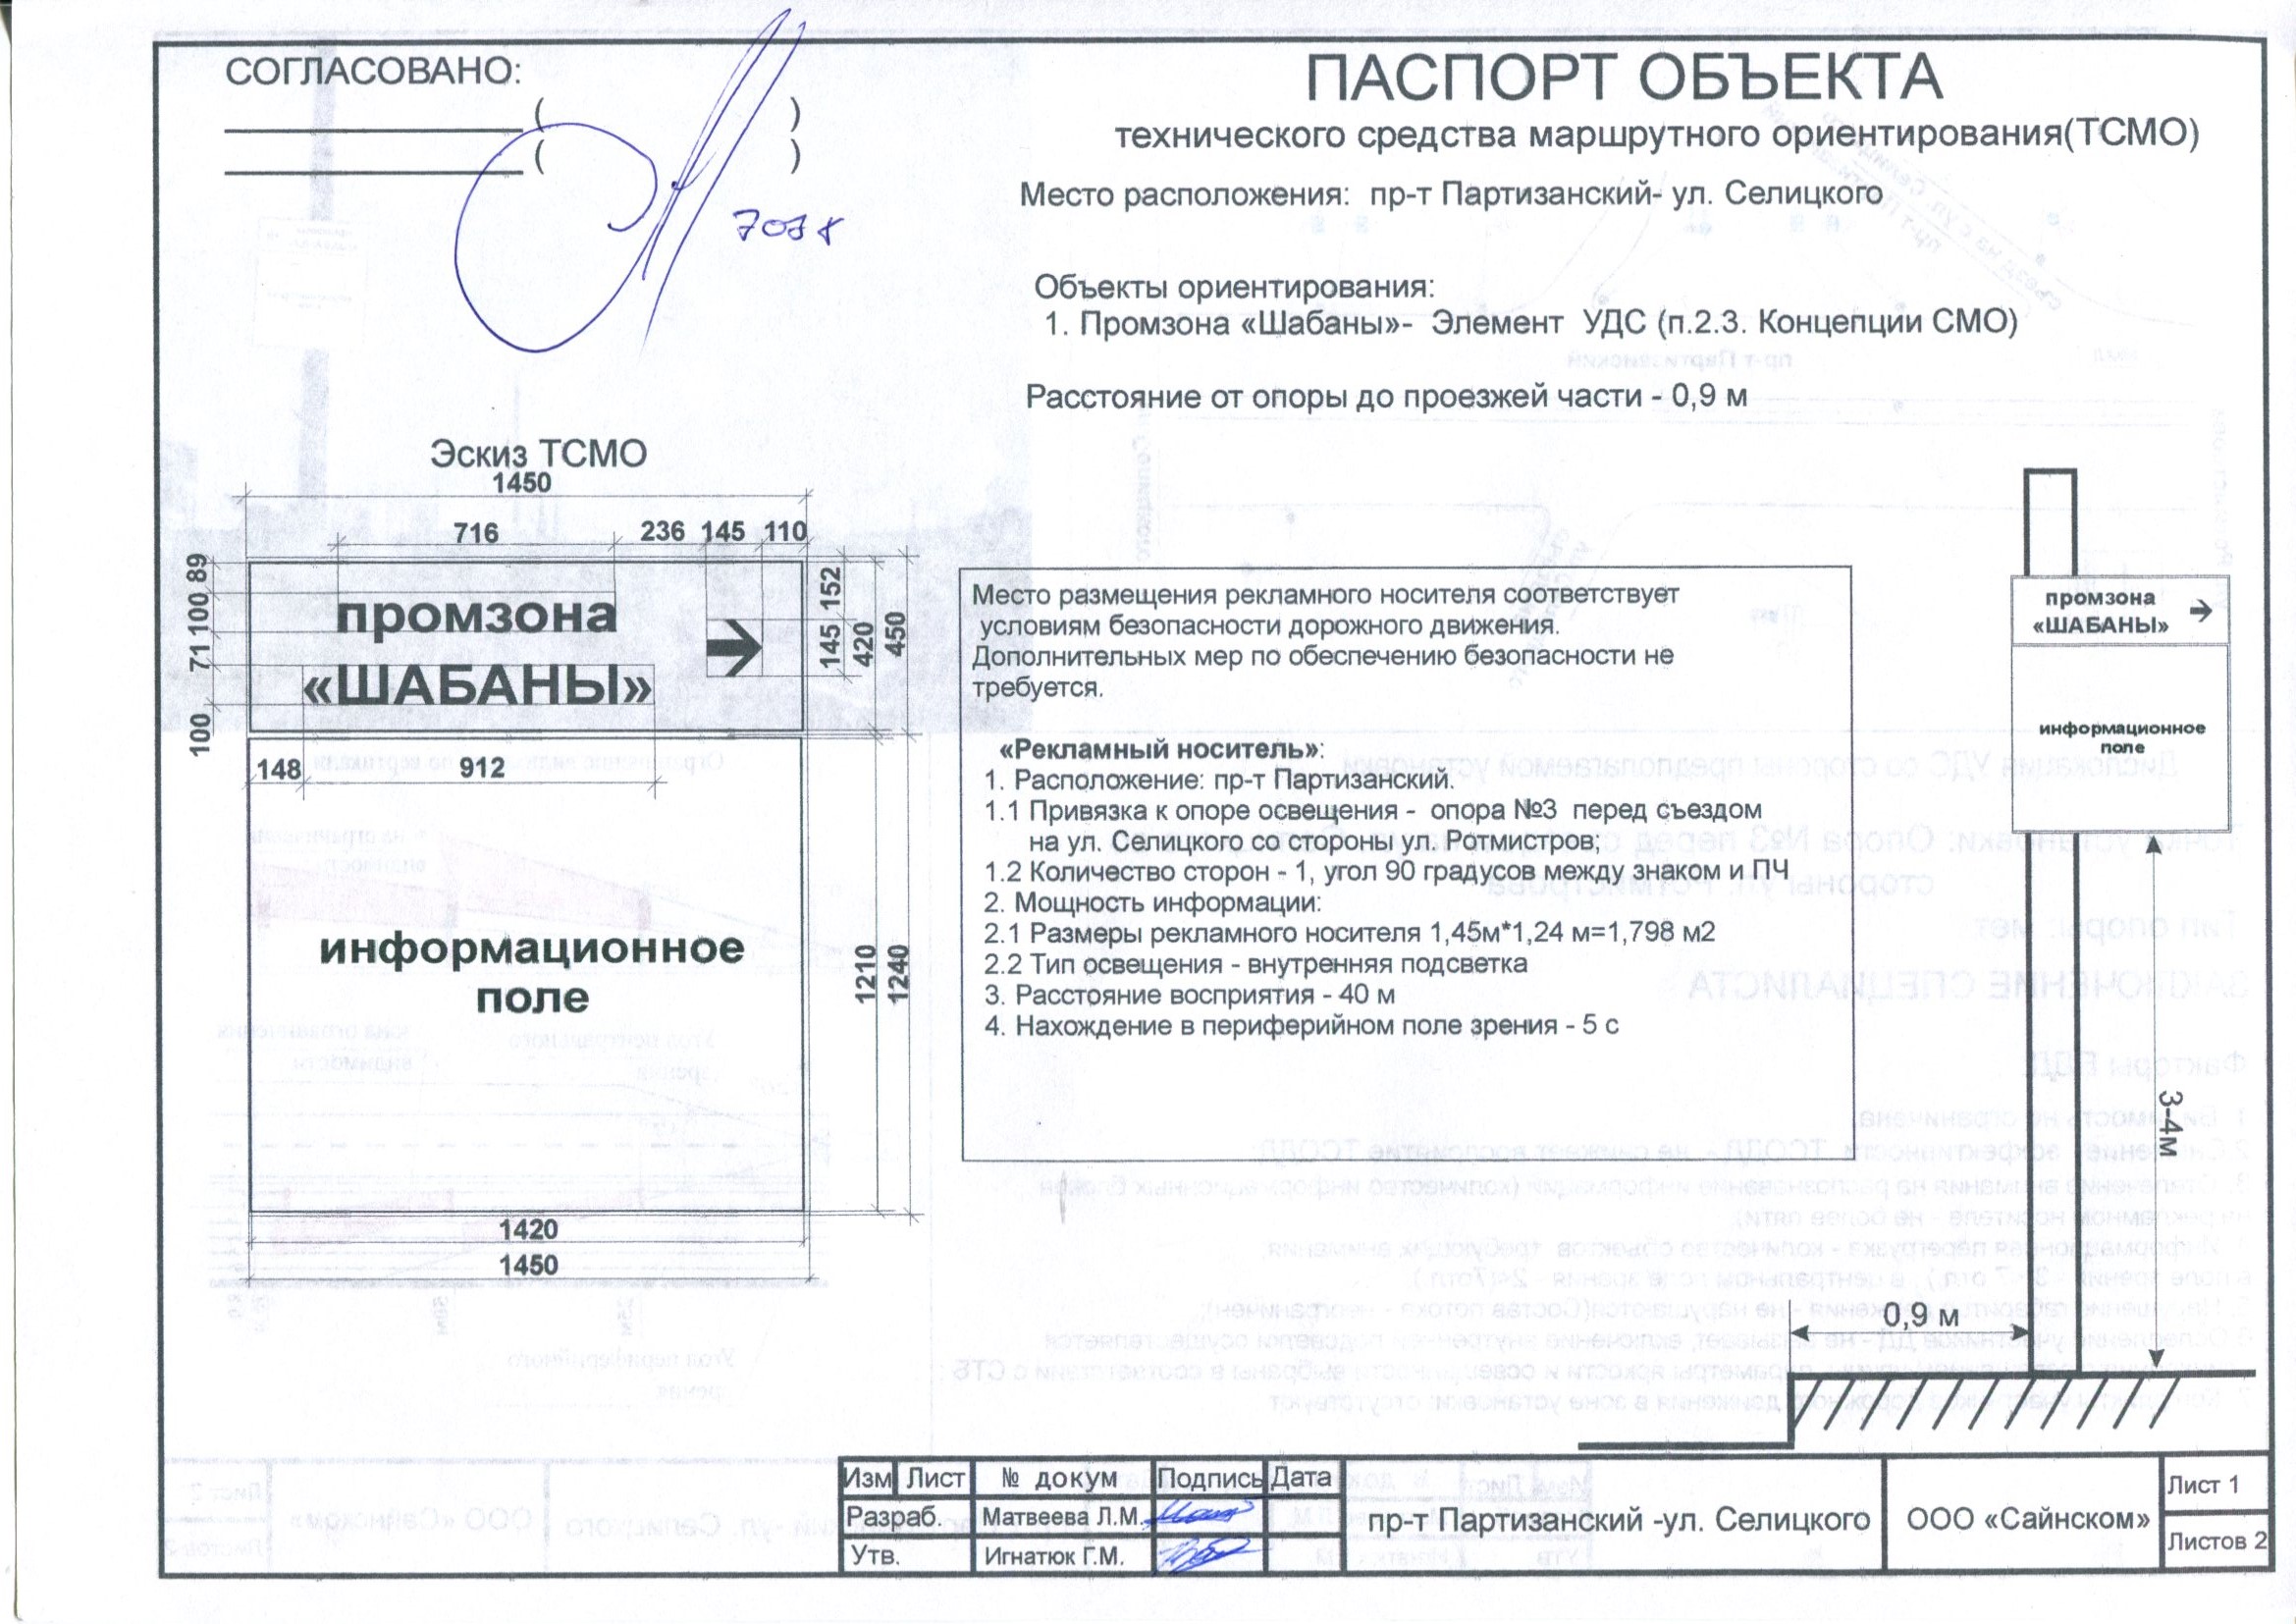 СОГЛАСОВАНО:
( )
( )
ПАСПОРТ ОБЪЕКТА
технического средства маршрутного ориентирования(ТСМО)
Место расположения: пр-т Партизанский- ул. Селицкого
Объекты ориентирования:
1. Промзона «Шабаны»- Элемент УДС (п.2.3. Концепции СМО)
Расстояние от опоры до проезжей части - 0,9 м
Эскиз ТСМО
1450
716 236 145 110
89
100
71
100
152
145
420
450
промзона
«ШАБАНЫ»
148 912
информационное
поле
1210
1240
1420
1450
Место размещения рекламного носителя соответствует
условиям безопасности дорожного движения.
Дополнительных мер по обеспечению безопасности не
требуется.
«Рекламный носитель»:
1. Расположение: пр-т Партизанский.
1.1 Привязка к опоре освещения - опора №3 перед съездом
на ул. Селицкого со стороны ул. Ротмистров;
1.2 Количество сторон - 1, угол 90 градусов между знаком и ПЧ
2. Мощность информации:
2.1 Размеры рекламного носителя 1,45м*1,24 м=1,798 м2
2.2 Тип освещения - внутренняя подсветка
3. Расстояние восприятия - 40 м
4. Нахождение в периферийном поле зрения - 5 с
промзона
«ШАБАНЫ»
информационное
поле
3-4м
0,9 м
Изм Лист № докум Подпись Дата
Разраб. Матвеева Л.М.
Утв. Игнатюк Г.М.
пр-т Партизанский -ул. Селицкого
ООО «Сайнском»
Лист 1
Листов 2